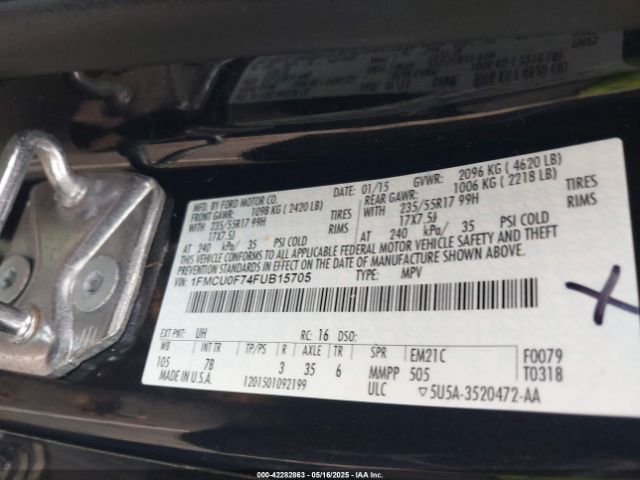 MFD. BY FORD MOTOR CO.
DATE: 01/15
GVWR: 2096 KG ( 4620 LB)
FRONT GAWR: 1098 KG ( 2420 LB)
REAR GAWR: 1006 KG ( 2218 LB)
WITH 235/55R17 99H TIRES
WITH 235/55R17 99H TIRES
17X7.5J RIMS
17X7.5J RIMS
AT 240 kPa/ 35 PSI COLD
AT 240 kPa/ 35 PSI COLD
THIS VEHICLE CONFORMS TO ALL APPLICABLE FEDERAL MOTOR VEHICLE SAFETY AND THEFT
PREVENTION STANDARDS IN EFFECT ON THE DATE OF MANUFACTURE SHOWN ABOVE.
VIN: 1FMCU0F74FUB15705
TYPE: MPV
EXT PNT: UH RC: 16 DSO:
WB INT TR TP/PS R AXLE TR SPR EM21C F0079
105 7B 3 35 6 MMPP 505 T0318
MADE IN U.S.A. 1201501092199 ULC ▽5U5A-3520472-AA
000-42282863 - 05/16/2025 - IAAI.COM